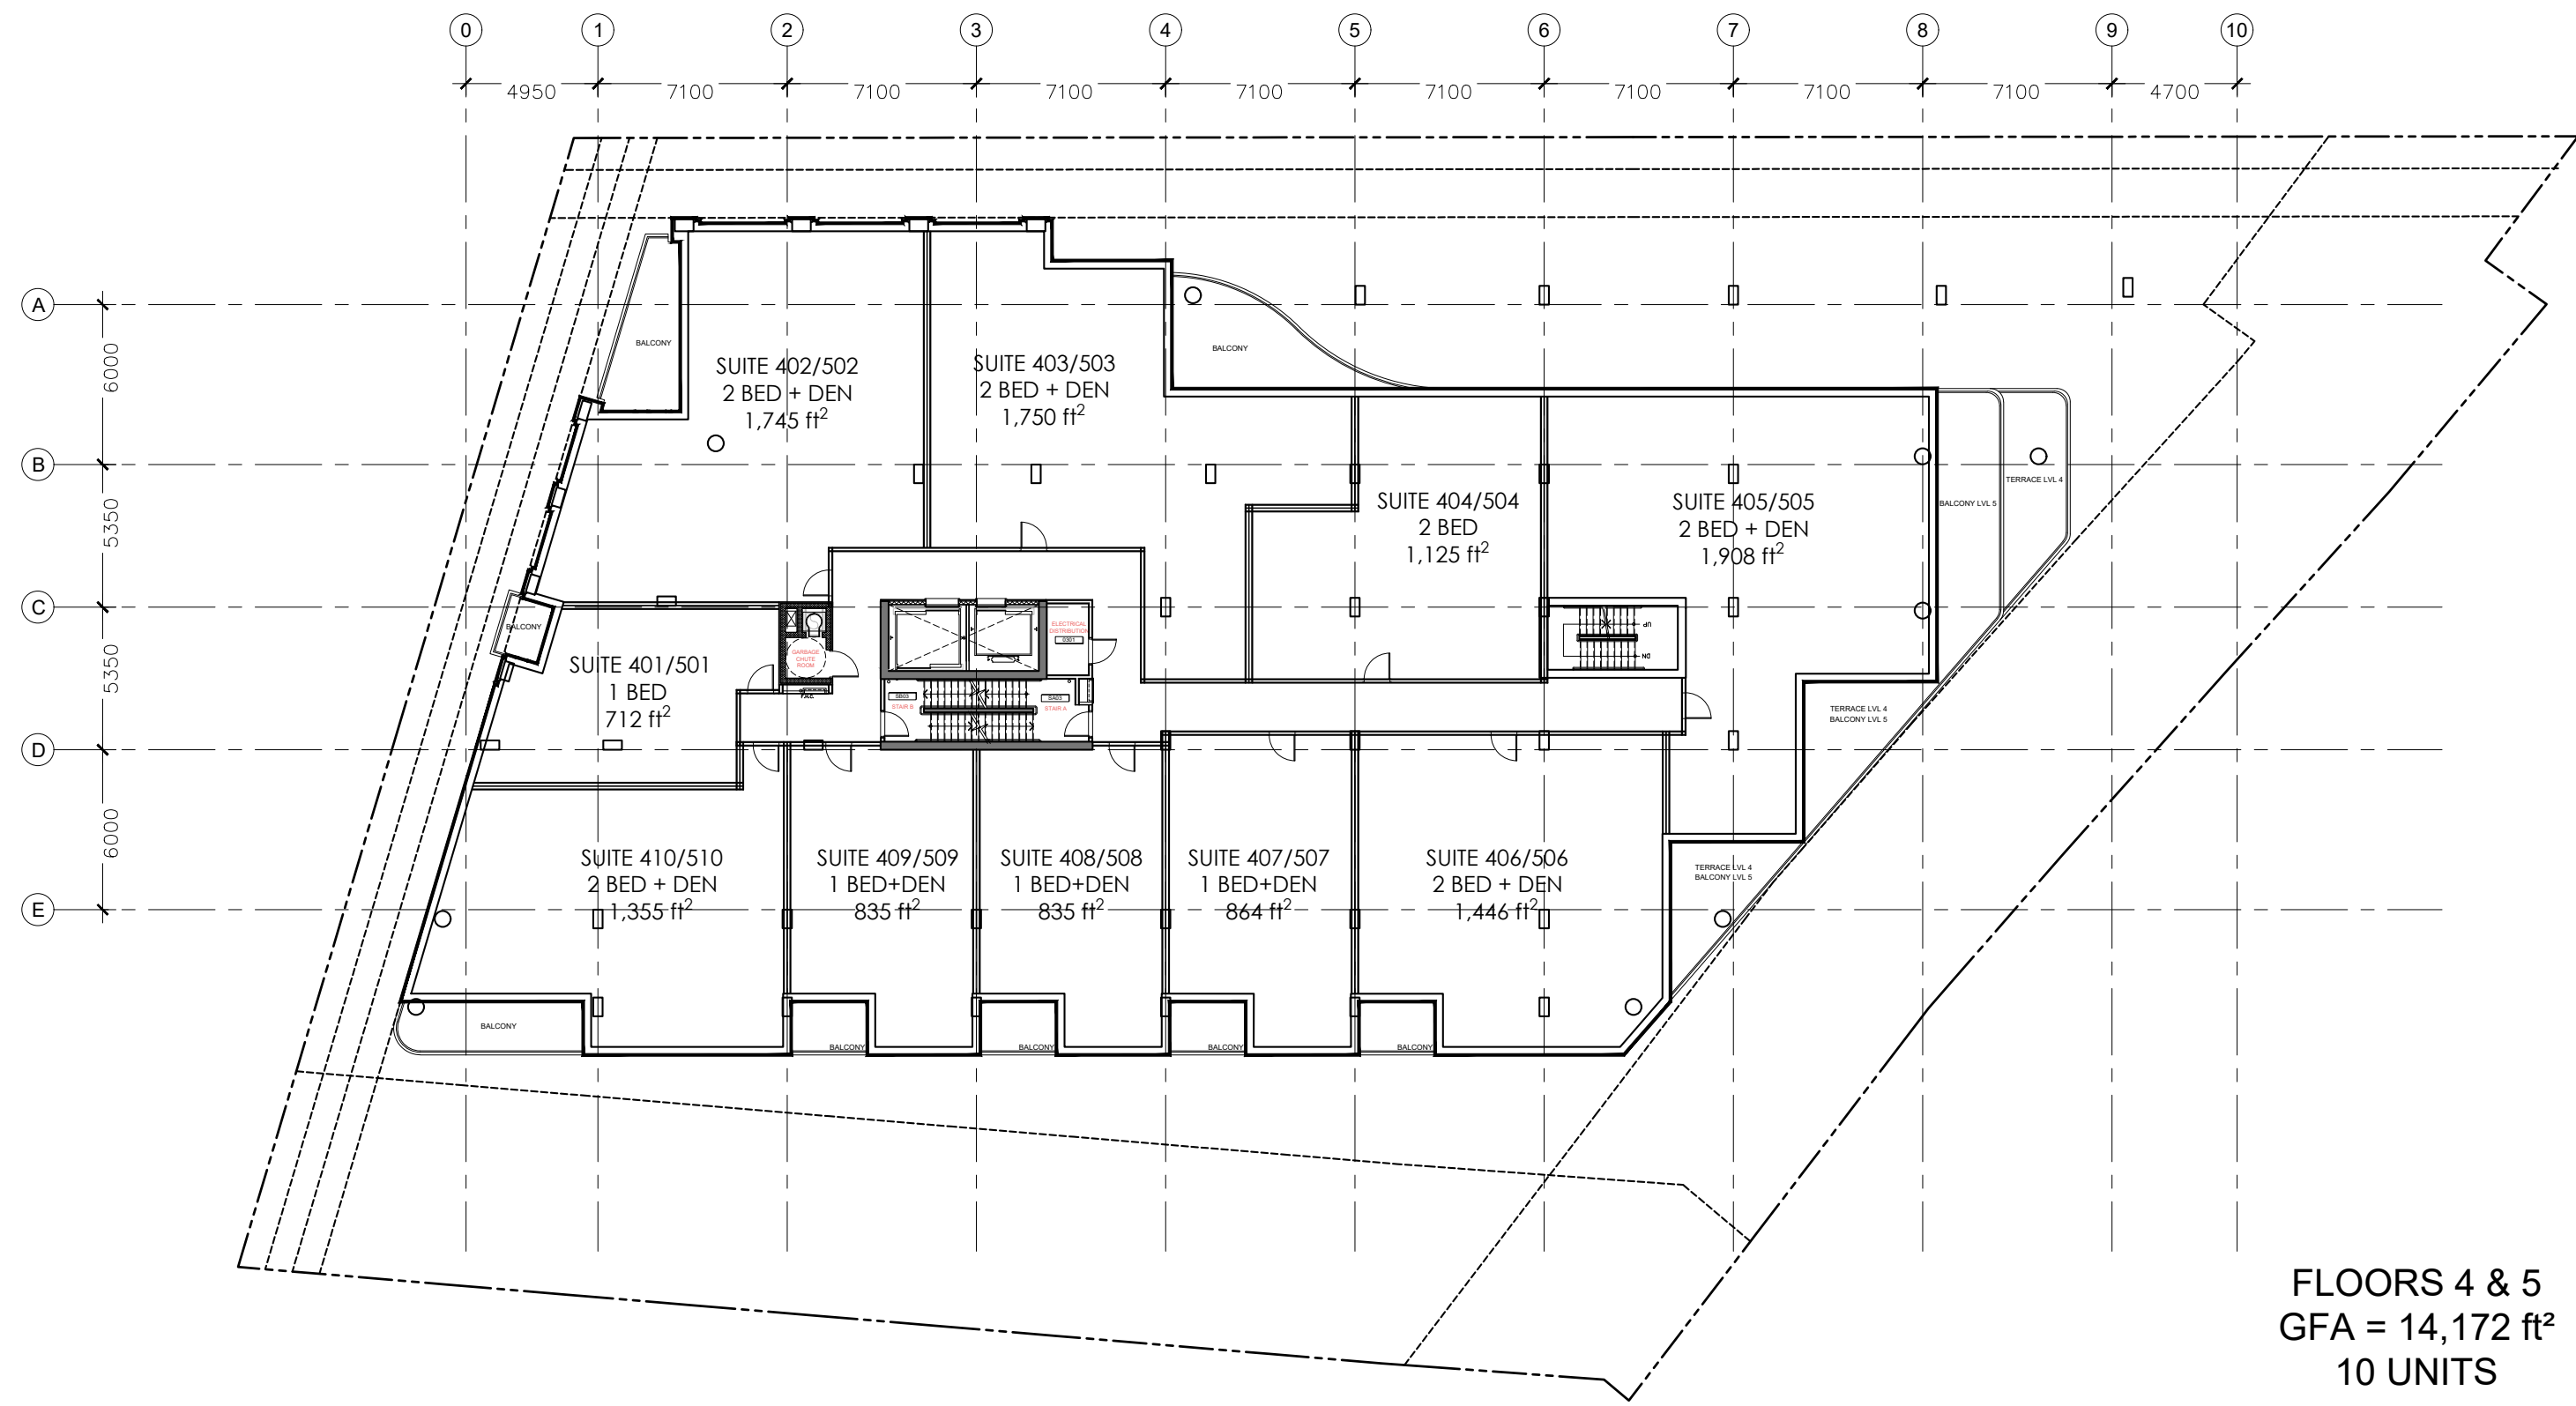 0 1 2 3 4 5 6 7 8 9 10
4950 7100 7100 7100 7100 7100 7100 7100 7100 4700
A
6000
B
5350
C
5350
D
6000
E
BALCONY
BALCONY
SUITE 402/502
2 BED + DEN
1,745 ft²
SUITE 403/503
2 BED + DEN
1,750 ft²
SUITE 404/504
2 BED
1,125 ft²
SUITE 405/505
2 BED + DEN
1,908 ft²
BALCONY LVL 5
TERRACE LVL 4
BALCONY
SUITE 401/501
1 BED
712 ft²
GARBAGE
CHUTE
ROOM
F.H.C.
ELECTRICAL
DISTRIBUTION
0301
SB03
STAIR B
SA03
STAIR A
UP
DN
TERRACE LVL 4
BALCONY LVL 5
SUITE 410/510
2 BED + DEN
1,355 ft²
SUITE 409/509
1 BED+DEN
835 ft²
SUITE 408/508
1 BED+DEN
835 ft²
SUITE 407/507
1 BED+DEN
864 ft²
SUITE 406/506
2 BED + DEN
1,446 ft²
TERRACE LVL 4
BALCONY LVL 5
BALCONY
BALCONY
BALCONY
BALCONY
BALCONY
FLOORS 4 & 5
GFA = 14,172 ft²
10 UNITS